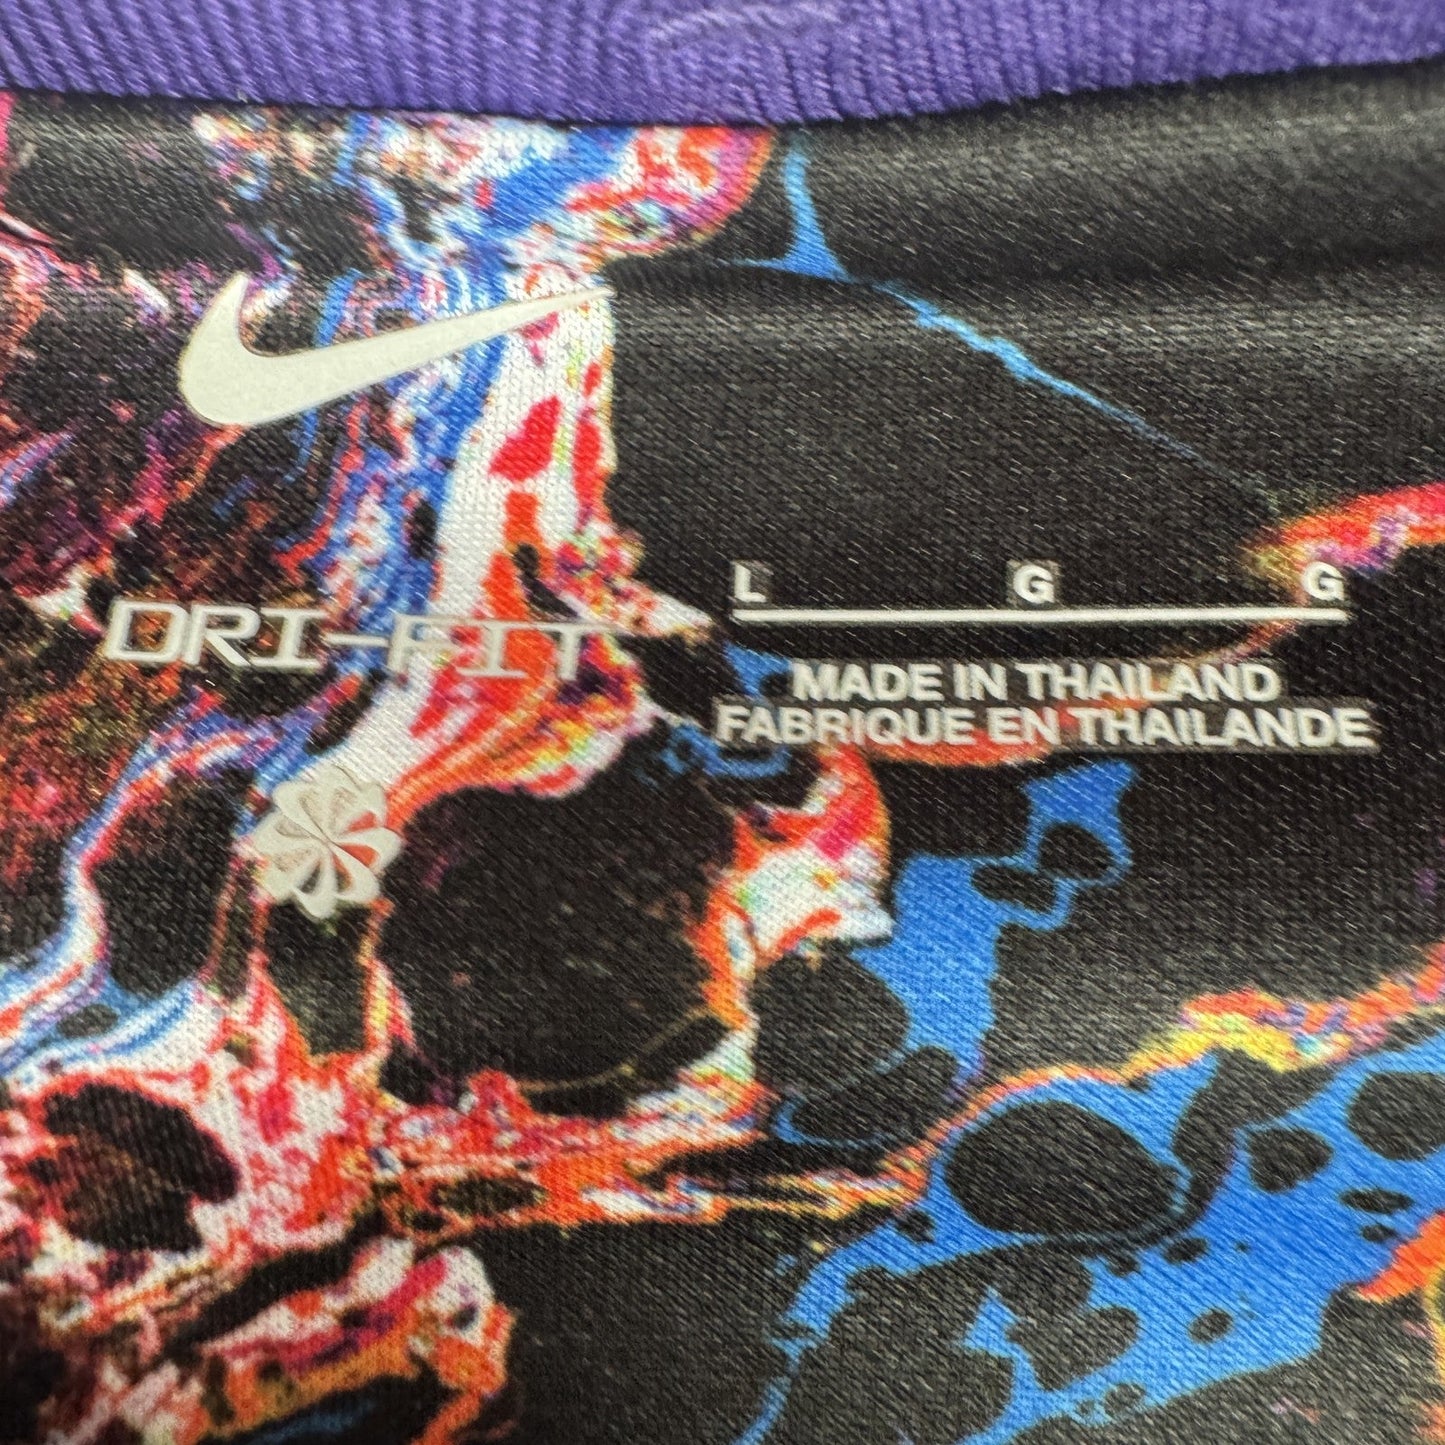 DRI-FIT
L G G
MADE IN THAILAND
FABRIQUE EN THAILANDE